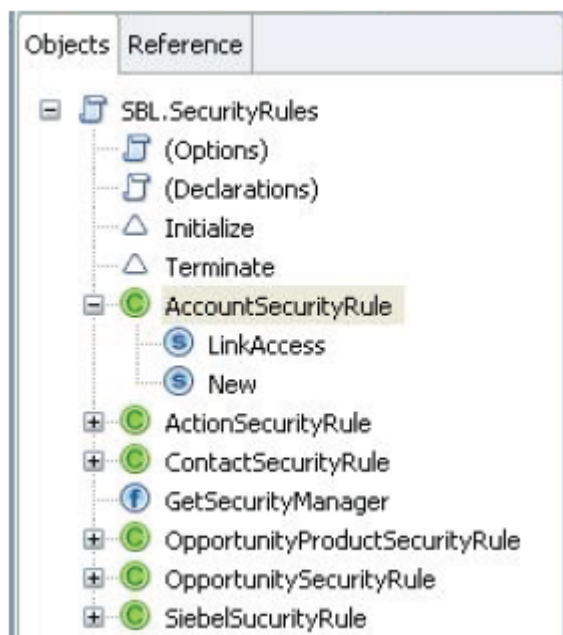 Objects Reference
SBL.SecurityRules
(Options)
(Declarations)
Initialize
Terminate
C AccountSecurityRule
S LinkAccess
S New
C ActionSecurityRule
C ContactSecurityRule
f GetSecurityManager
C OpportunityProductSecurityRule
C OpportunitySecurityRule
C SiebelSucurityRule